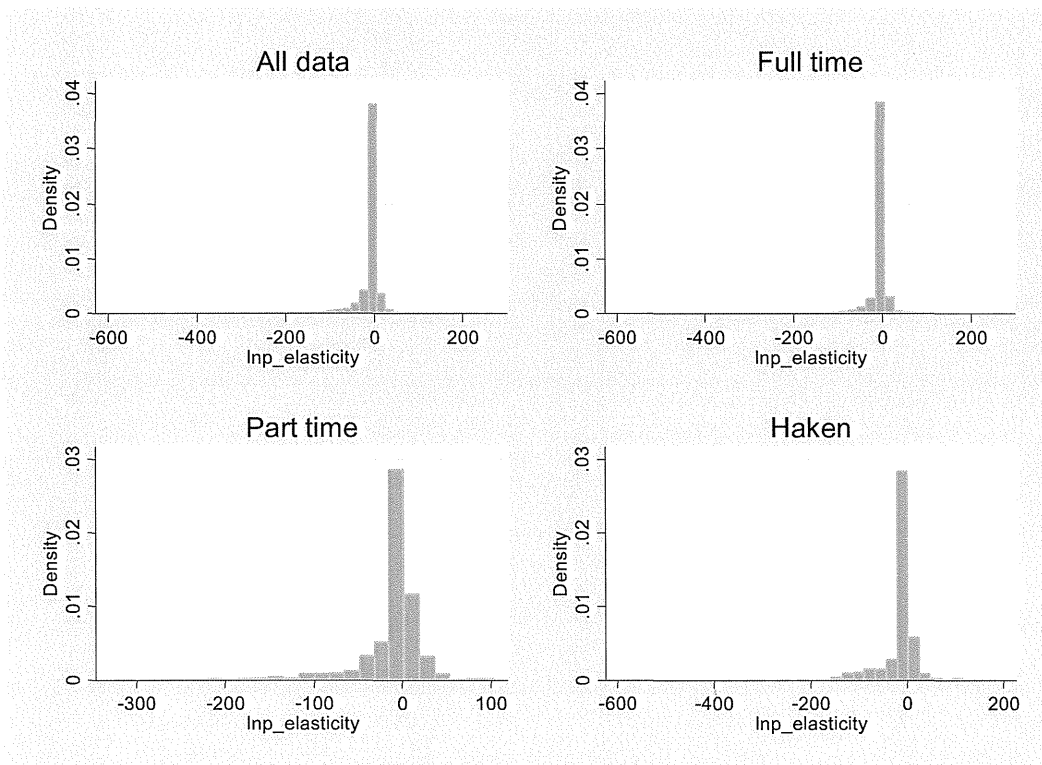 All data
Density
0 .01 .02 .03 .04
-600 -400 -200 0 200
lnp_elasticity
Full time
Density
0 .01 .02 .03 .04
-600 -400 -200 0 200
lnp_elasticity
Part time
Density
0 .01 .02 .03
-300 -200 -100 0 100
lnp_elasticity
Haken
Density
0 .01 .02 .03
-600 -400 -200 0 200
lnp_elasticity